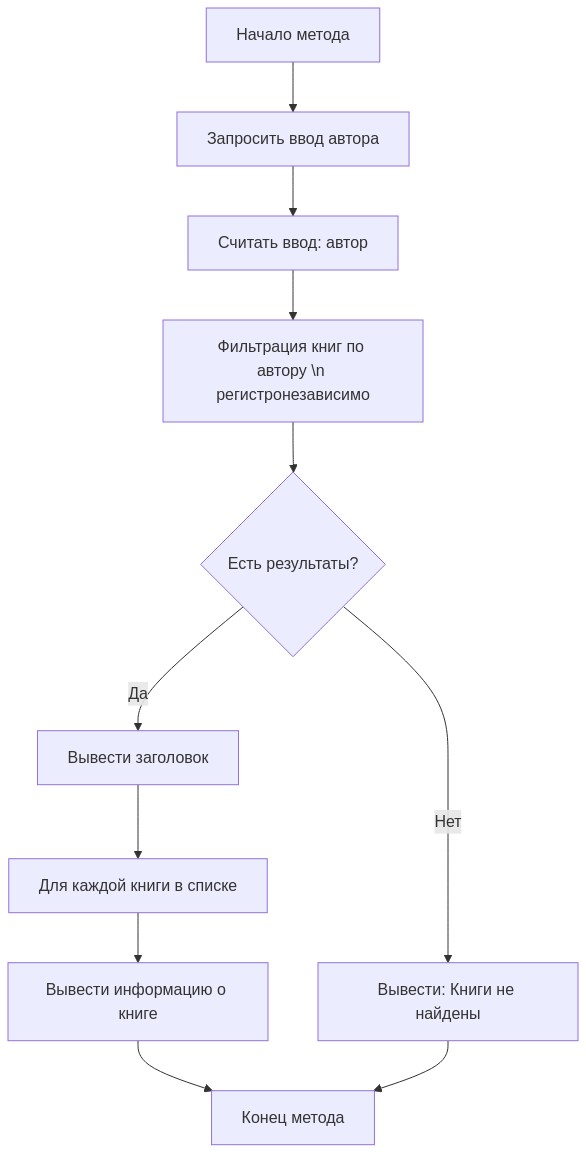 Начало метода
Запросить ввод автора
Считать ввод: автор
Фильтрация книг по
автору \n
регистронезависимо
Есть результаты?
Да
Вывести заголовок
Нет
Для каждой книги в списке
Вывести информацию о
книге
Вывести: Книги не
найдены
Конец метода